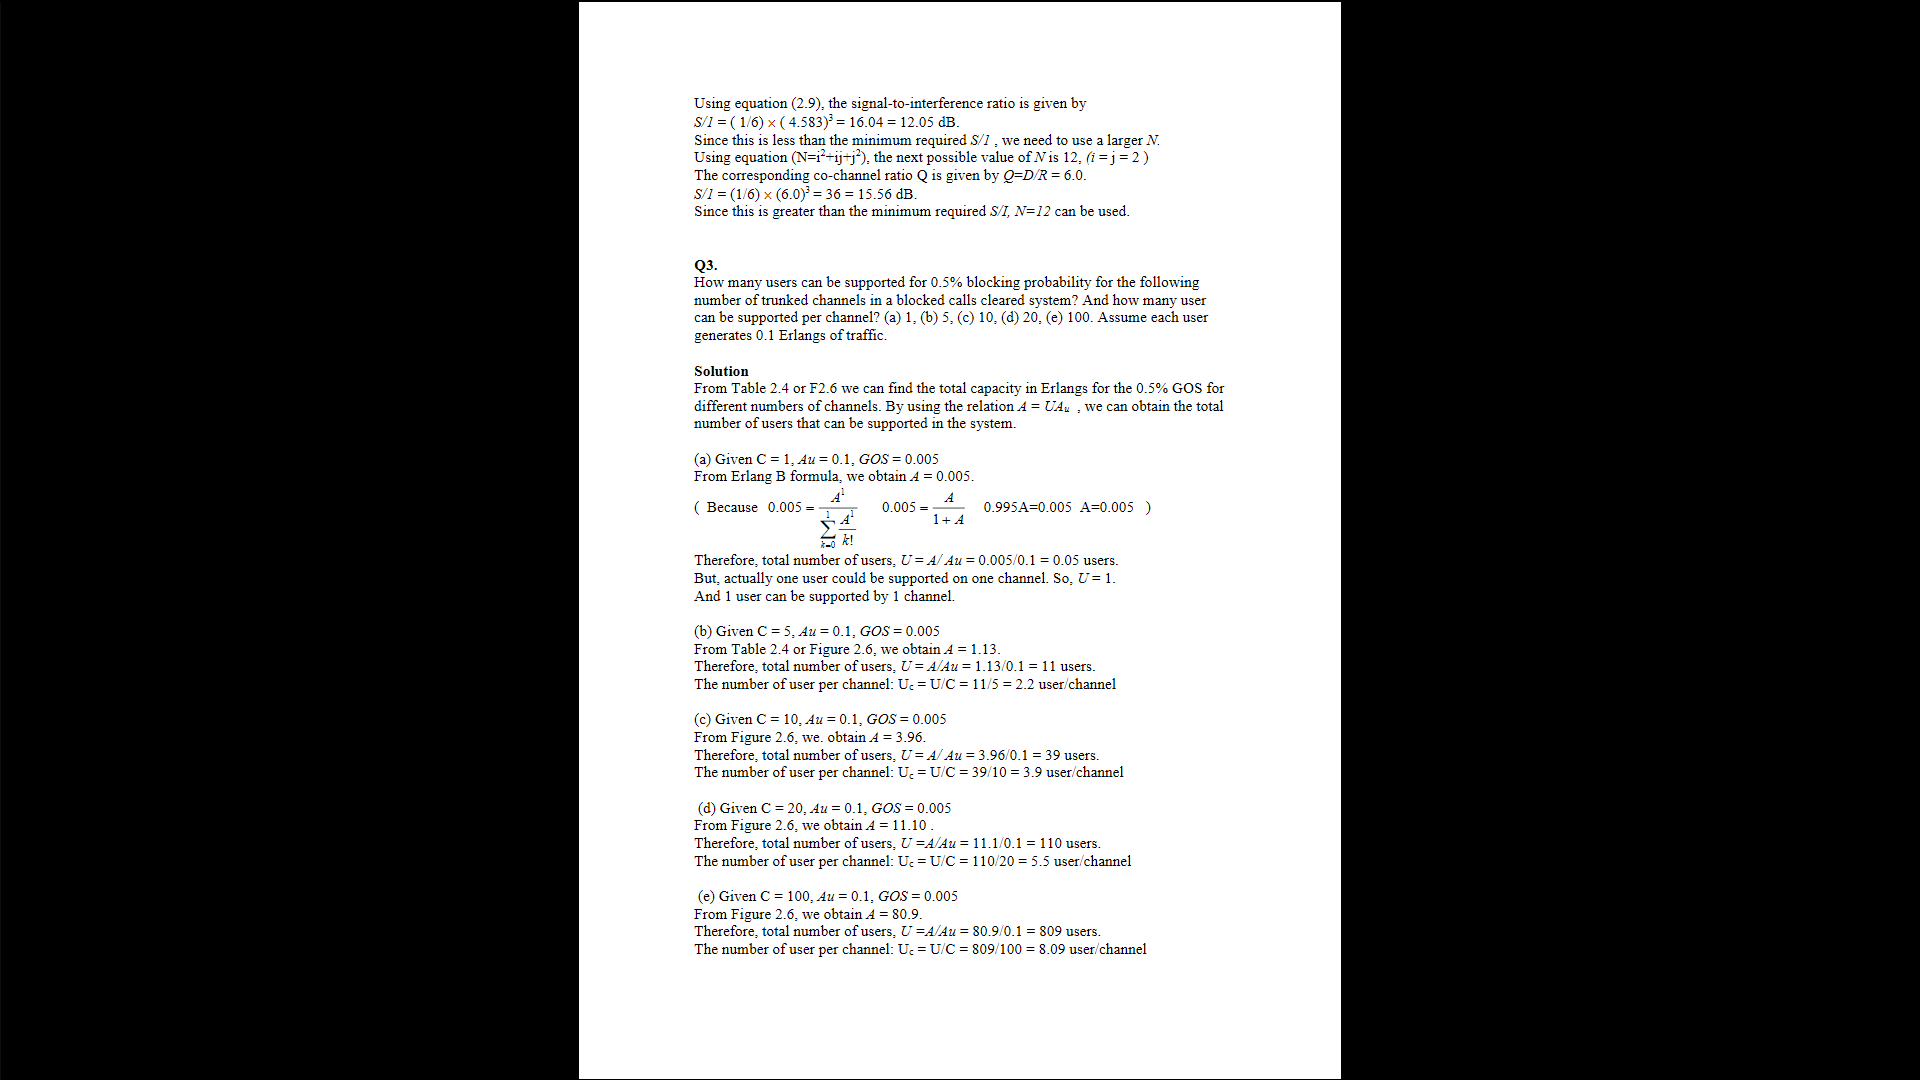 Using equation (2.9), the signal-to-interference ratio is given by
S/I = ( 1/6) × ( 4.583)³ = 16.04 = 12.05 dB.
Since this is less than the minimum required S/I , we need to use a larger N.
Using equation (N=i²+ij+j²), the next possible value of N is 12, (i = j = 2 )
The corresponding co-channel ratio Q is given by Q=D/R = 6.0.
S/I = (1/6) × (6.0)³ = 36 = 15.56 dB.
Since this is greater than the minimum required S/I, N=12 can be used.
Q3.
How many users can be supported for 0.5% blocking probability for the following
number of trunked channels in a blocked calls cleared system? And how many user
can be supported per channel? (a) 1, (b) 5, (c) 10, (d) 20, (e) 100. Assume each user
generates 0.1 Erlangs of traffic.
Solution
From Table 2.4 or F2.6 we can find the total capacity in Erlangs for the 0.5% GOS for
different numbers of channels. By using the relation A = UAᵤ , we can obtain the total
number of users that can be supported in the system.
(a) Given C = 1, Au = 0.1, GOS = 0.005
From Erlang B formula, we obtain A = 0.005.
( Because 0.005 = A¹ / ∑ₖ₌₀¹ A¹/k! 0.005 = A / 1 + A 0.995A=0.005 A=0.005 )
Therefore, total number of users, U = A/ Au = 0.005/0.1 = 0.05 users.
But, actually one user could be supported on one channel. So, U = 1.
And 1 user can be supported by 1 channel.
(b) Given C = 5, Au = 0.1, GOS = 0.005
From Table 2.4 or Figure 2.6, we obtain A = 1.13.
Therefore, total number of users, U = A/Au = 1.13/0.1 = 11 users.
The number of user per channel: Uc = U/C = 11/5 = 2.2 user/channel
(c) Given C = 10, Au = 0.1, GOS = 0.005
From Figure 2.6, we. obtain A = 3.96.
Therefore, total number of users, U = A/ Au = 3.96/0.1 = 39 users.
The number of user per channel: Uc = U/C = 39/10 = 3.9 user/channel
(d) Given C = 20, Au = 0.1, GOS = 0.005
From Figure 2.6, we obtain A = 11.10 .
Therefore, total number of users, U =A/Au = 11.1/0.1 = 110 users.
The number of user per channel: Uc = U/C = 110/20 = 5.5 user/channel
(e) Given C = 100, Au = 0.1, GOS = 0.005
From Figure 2.6, we obtain A = 80.9.
Therefore, total number of users, U =A/Au = 80.9/0.1 = 809 users.
The number of user per channel: Uc = U/C = 809/100 = 8.09 user/channel